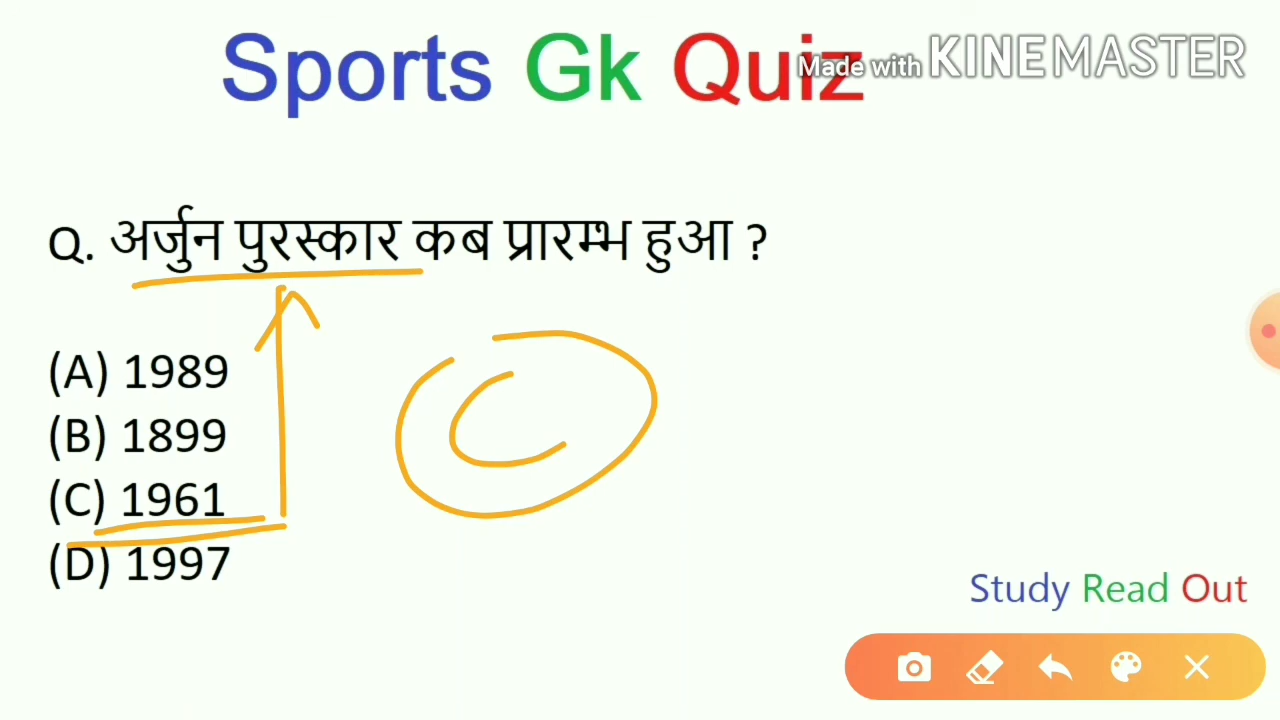 Sports Gk Quiz
Made with KINEMASTER
Q. अर्जुन पुरस्कार कब प्रारम्भ हुआ ?
(A) 1989
(B) 1899
(C) 1961
(D) 1997
C
Study Read Out